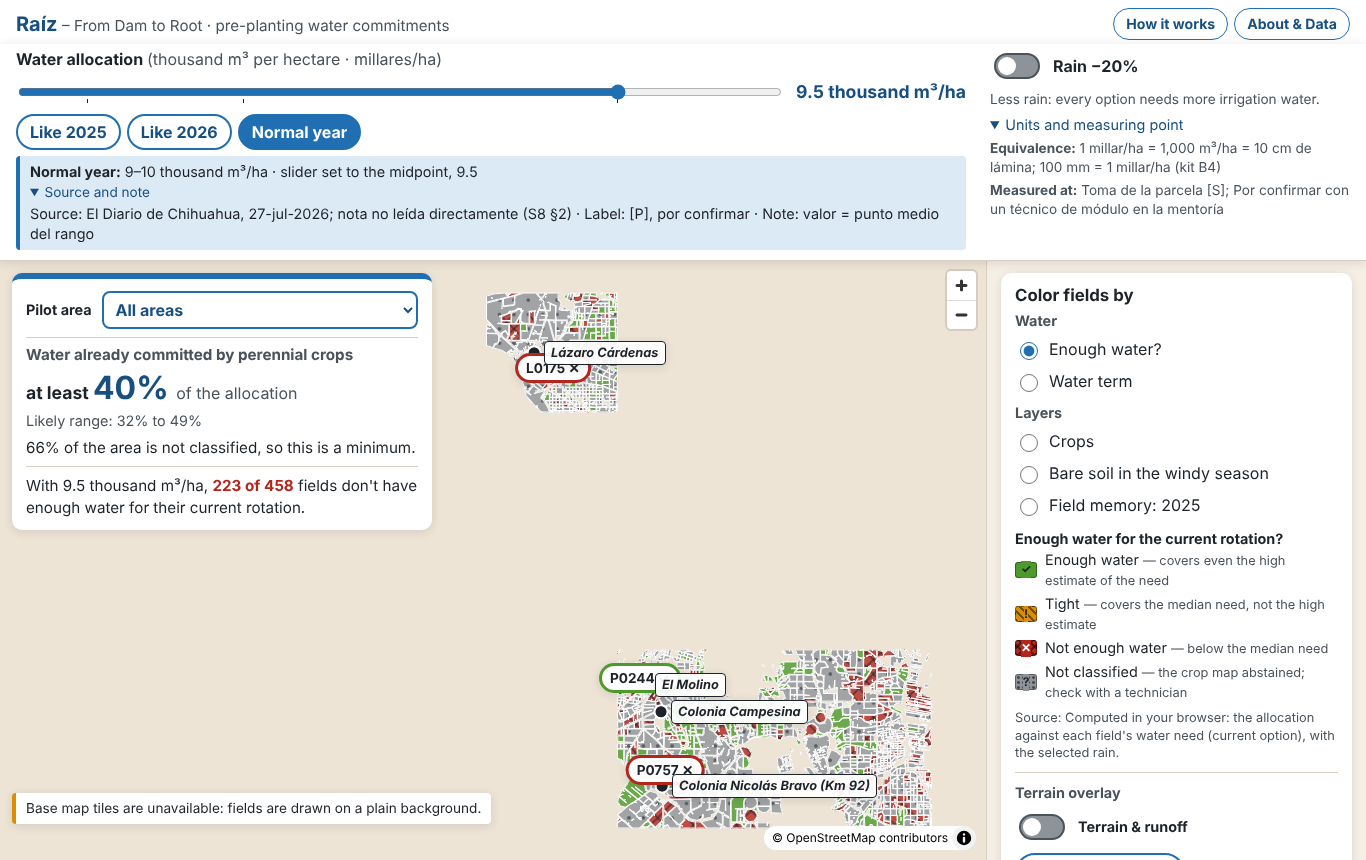 Raíz – From Dam to Root · pre-planting water commitments
How it works
About & Data
Water allocation (thousand m³ per hectare · millares/ha)
9.5 thousand m³/ha
Like 2025
Like 2026
Normal year
Normal year: 9–10 thousand m³/ha · slider set to the midpoint, 9.5
▼ Source and note
Source: El Diario de Chihuahua, 27-jul-2026; nota no leída directamente (S8 §2) · Label: [P], por confirmar · Note: valor = punto medio
del rango
Rain −20%
Less rain: every option needs more irrigation water.
▼ Units and measuring point
Equivalence: 1 millar/ha = 1,000 m³/ha = 10 cm de
lámina; 100 mm = 1 millar/ha (kit B4)
Measured at: Toma de la parcela [S]; Por confirmar con
un técnico de módulo en la mentoría
Pilot area
All areas
Water already committed by perennial crops
at least 40% of the allocation
Likely range: 32% to 49%
66% of the area is not classified, so this is a minimum.
With 9.5 thousand m³/ha, 223 of 458 fields don't have
enough water for their current rotation.
+
−
Lázaro Cárdenas
L0175 ✕
P0244
El Molino
Colonia Campesina
P0757 ✕
Colonia Nicolás Bravo (Km 92)
Base map tiles are unavailable: fields are drawn on a plain background.
© OpenStreetMap contributors
Color fields by
Water
Enough water?
Water term
Layers
Crops
Bare soil in the windy season
Field memory: 2025
Enough water for the current rotation?
Enough water — covers even the high
estimate of the need
Tight — covers the median need, not the high
estimate
Not enough water — below the median need
Not classified — the crop map abstained;
check with a technician
Source: Computed in your browser: the allocation
against each field's water need (current option), with
the selected rain.
Terrain overlay
Terrain & runoff